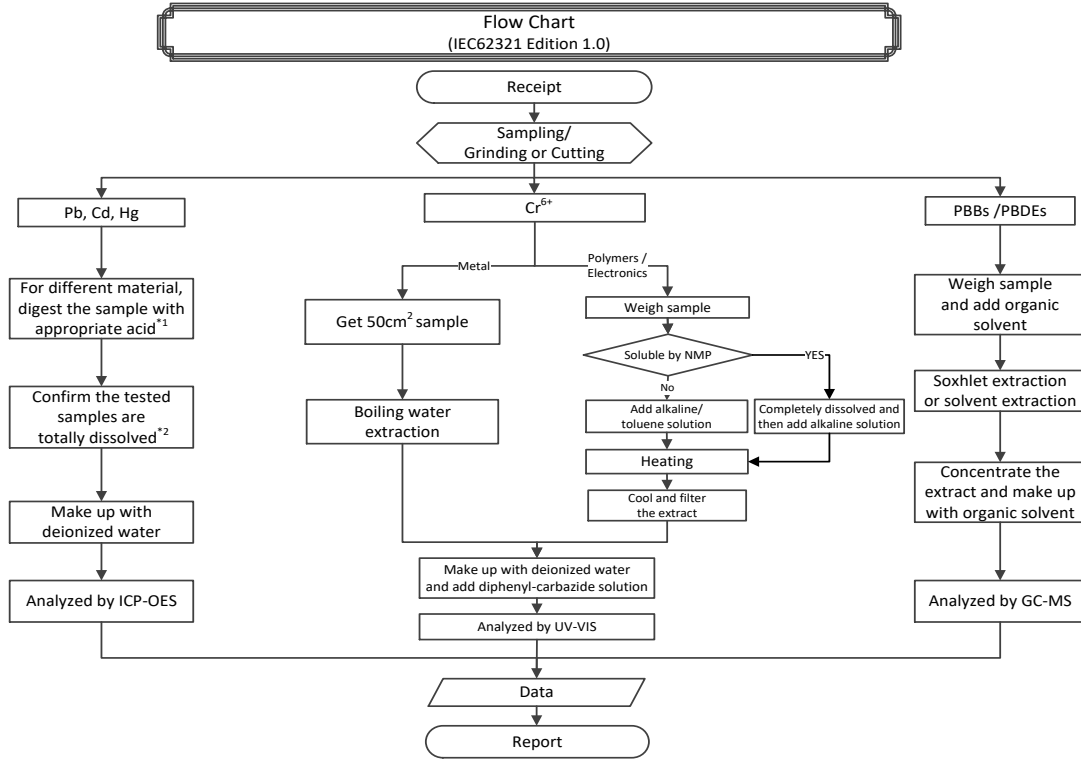 Flow Chart
(IEC62321 Edition 1.0)
Receipt
Sampling/
Grinding or Cutting
Pb, Cd, Hg
For different material,
digest the sample with
appropriate acid*1
Confirm the tested
samples are
totally dissolved*2
Make up with
deionized water
Analyzed by ICP-OES
Cr6+
Metal
Get 50cm2 sample
Boiling water
extraction
Polymers /
Electronics
Weigh sample
Soluble by NMP
YES
No
Add alkaline/
toluene solution
Completely dissolved and
then add alkaline solution
Heating
Cool and filter
the extract
Make up with deionized water
and add diphenyl-carbazide solution
Analyzed by UV-VIS
PBBs /PBDEs
Weigh sample
and add organic
solvent
Soxhlet extraction
or solvent extraction
Concentrate the
extract and make up
with organic solvent
Analyzed by GC-MS
Data
Report